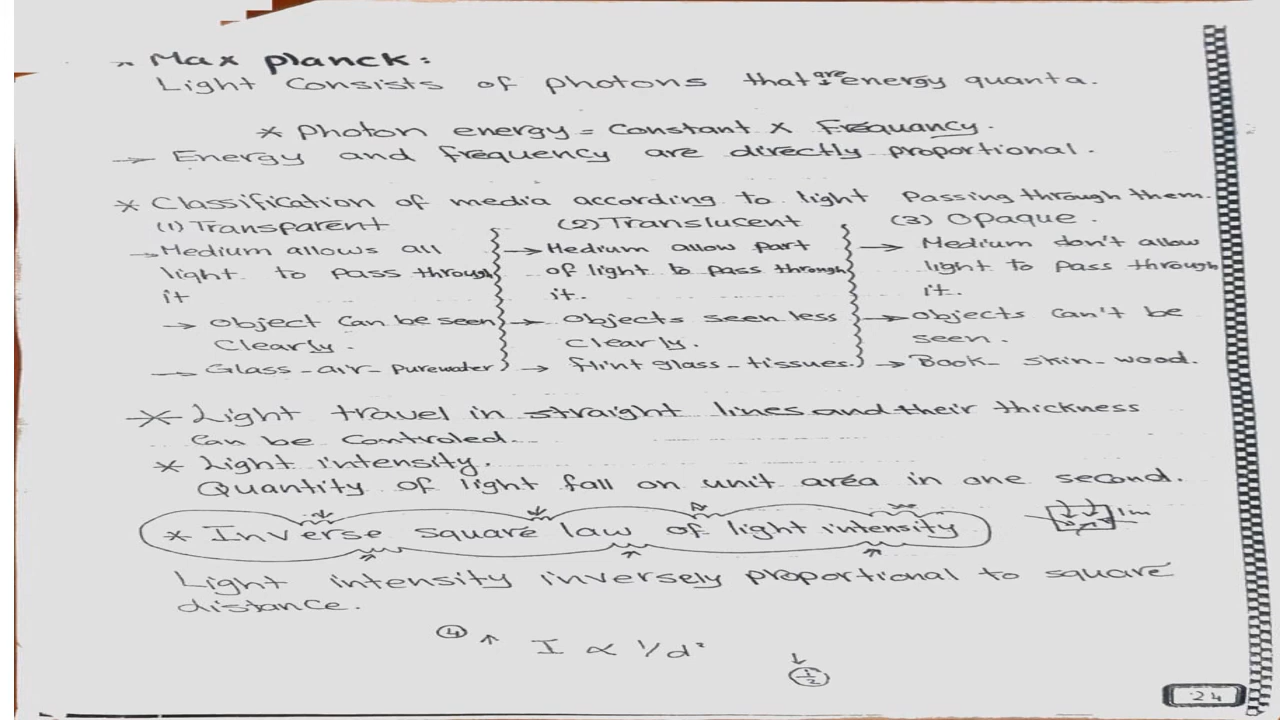 * Max planck:
Light Consists of photons that are energy quanta.
* Photon energy = Constant x Frequancy.
→ Energy and frequency are directly proportional.
* Classification of media according to light Passing through them.
(1) Transparent
→ Medium allows all
light to pass through
it
→ Object Can be seen
Clearly.
→ Glass - air - purewater
(2) Translucent
→ Medium allow part
of light to pass through
it.
→ Objects seen less
Clearly.
→ flint glass - tissues.
(3) Opaque.
→ Medium don't allow
light to pass through
it.
→ Objects can't be
seen.
→ Book - skin - wood.
* Light travel in straight lines and their thickness
Can be Controled.
* Light intensity.
Quantity of light fall on unit area in one second.
* Inverse square law of light intensity
1m
Light intensity inversely proportional to square
distance.
④ ↑ I ∝ 1/d²
↓
1/2
24